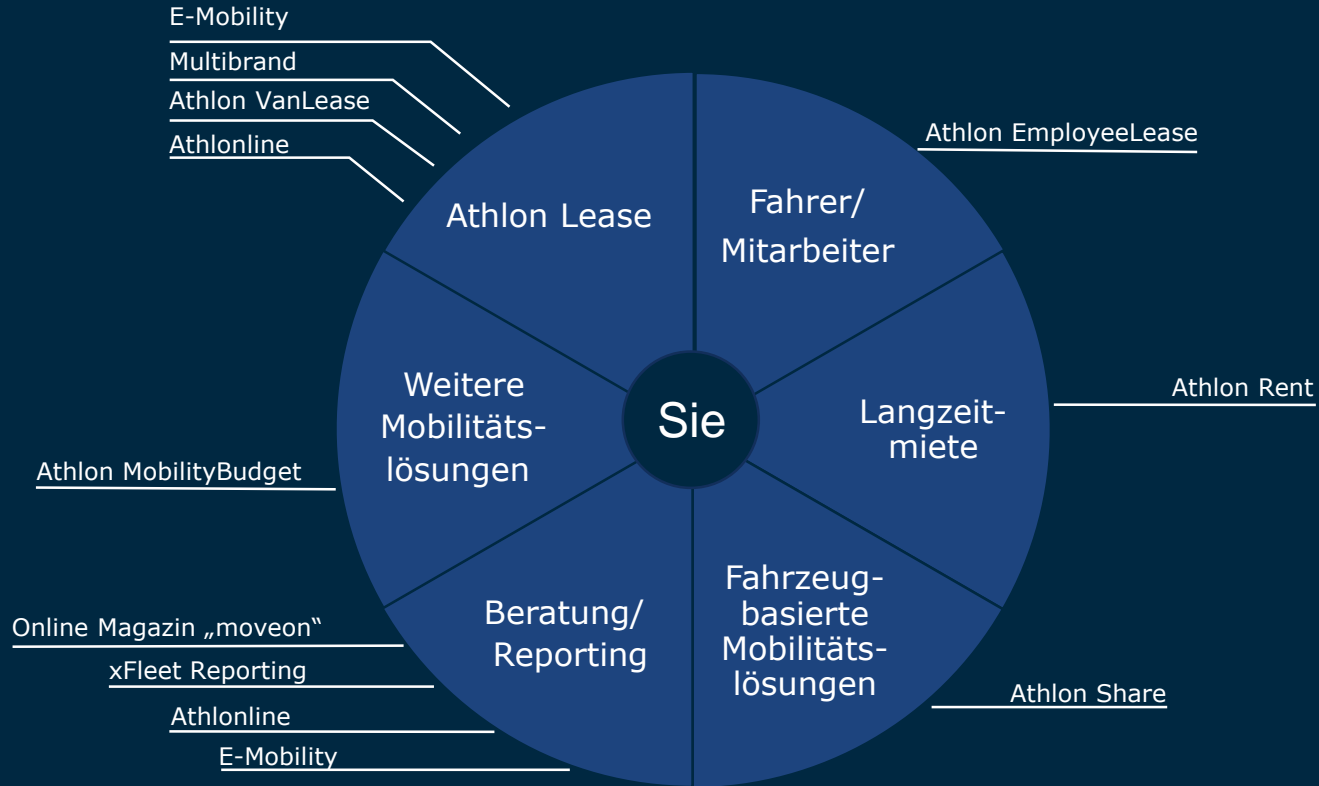 E-Mobility
Multibrand
Athlon VanLease
Athlonline
Athlon EmployeeLease
Athlon Lease
Fahrer/
Mitarbeiter
Weitere
Mobilitäts-
lösungen
Sie
Langzeit-
miete
Athlon Rent
Athlon MobilityBudget
Beratung/
Reporting
Fahrzeug-
basierte
Mobilitäts-
lösungen
Online Magazin „moveon“
xFleet Reporting
Athlonline
E-Mobility
Athlon Share